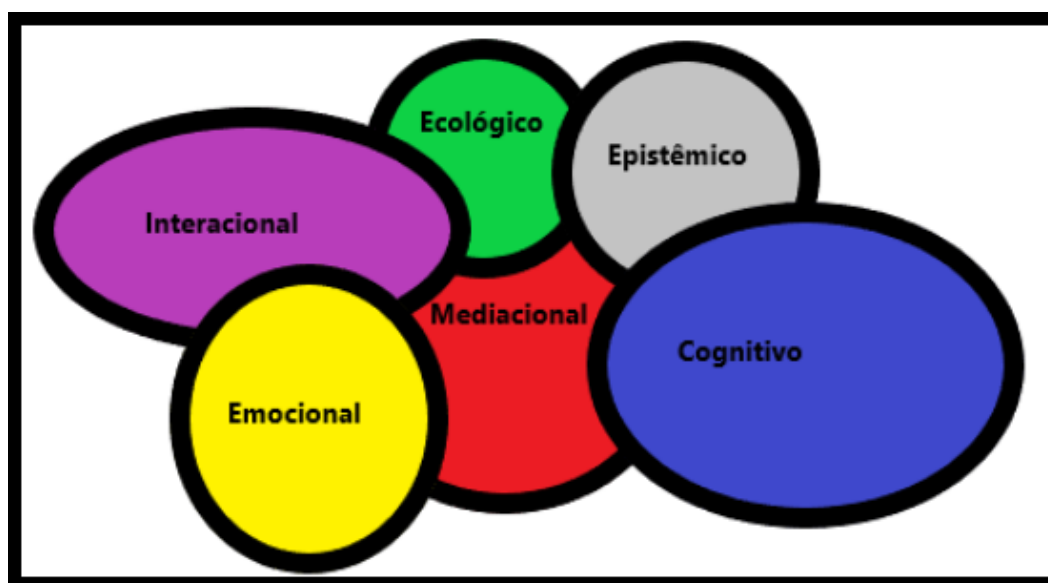 Ecológico
Epistêmico
Interacional
Mediacional
Cognitivo
Emocional